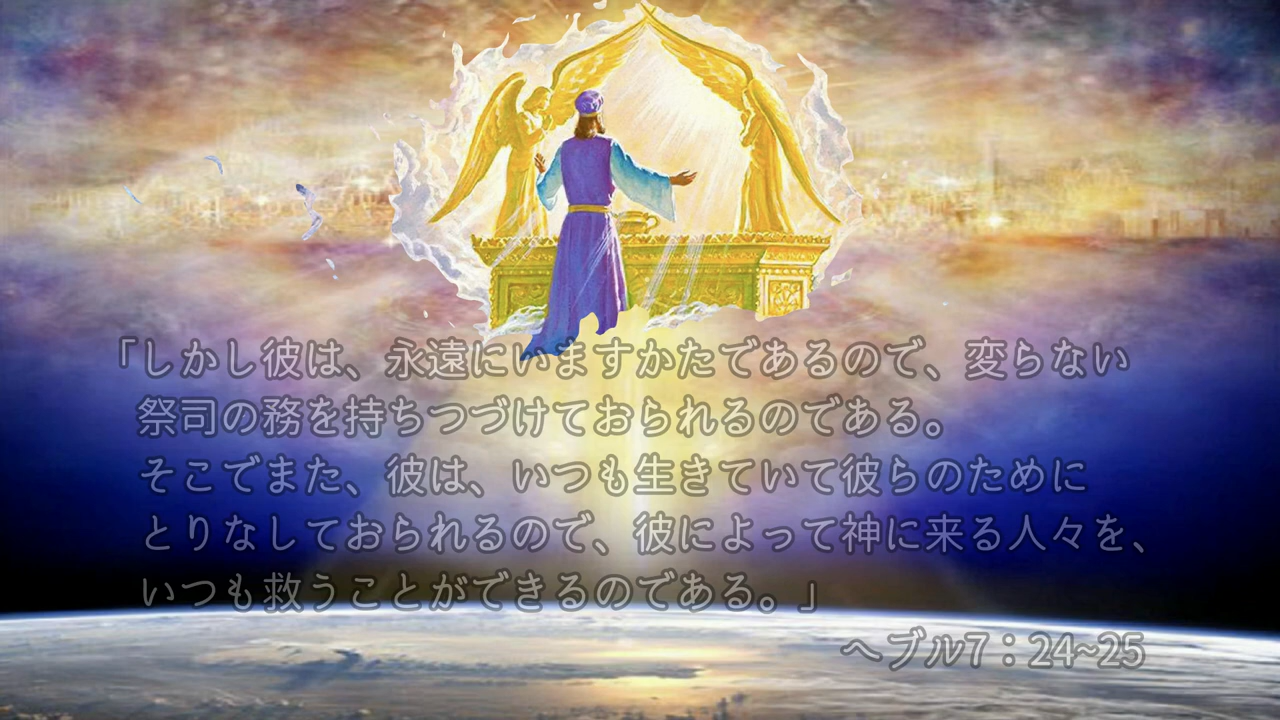 「しかし彼は、永遠にいますかたであるので、変らない
祭司の務を持ちつづけておられるのである。
そこでまた、彼は、いつも生きていて彼らのために
とりなしておられるので、彼によって神に来る人々を、
いつも救うことができるのである。」
ヘブル7：24~25